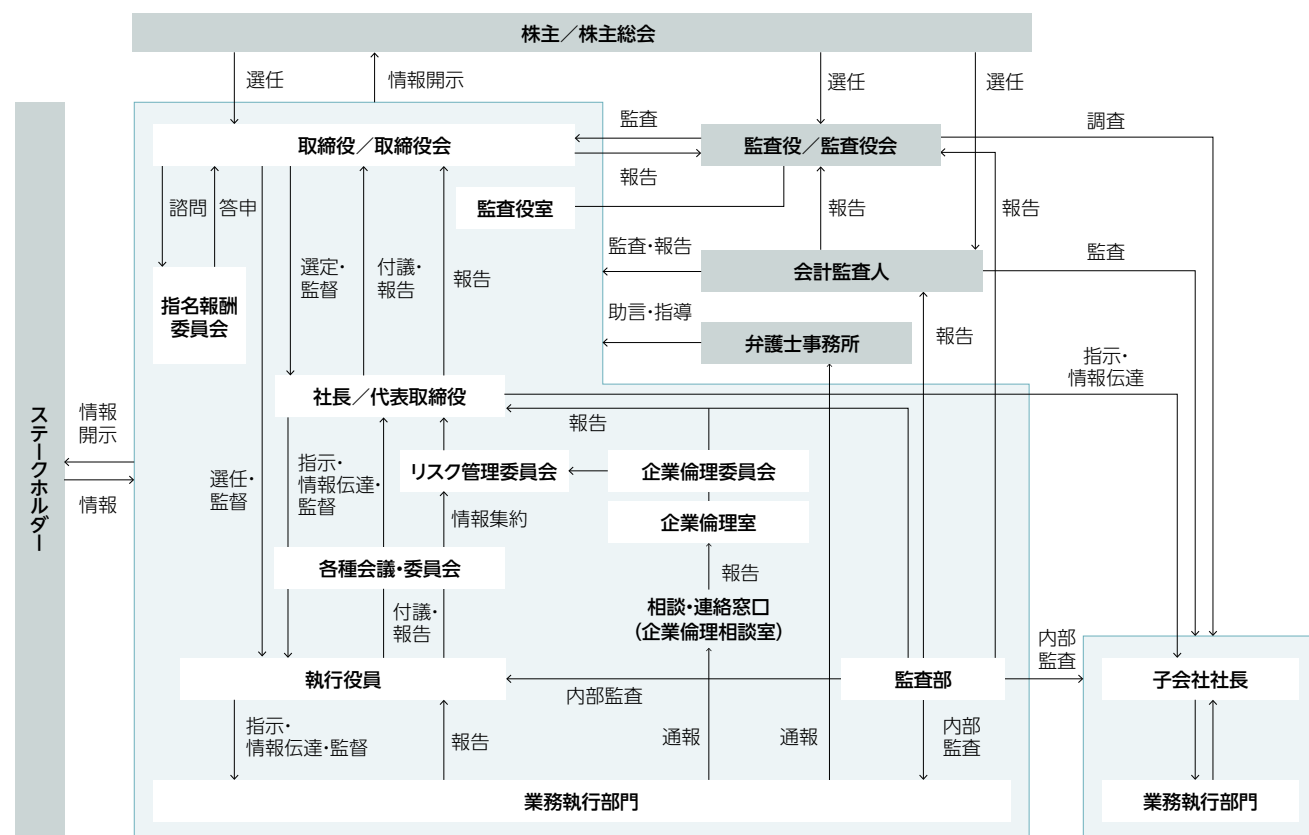 株主／株主総会
選任
情報開示
選任
選任
取締役／取締役会
監査
報告
監査役／監査役会
調査
監査役室
諮問
答申
選定・
監督
付議・
報告
報告
監査・報告
報告
報告
会計監査人
監査
指名報酬
委員会
助言・指導
弁護士事務所
報告
指示・
情報伝達
社長／代表取締役
報告
ステークホルダー
情報
開示
情報
選任・
監督
指示・
情報伝達・
監督
リスク管理委員会
企業倫理委員会
情報集約
企業倫理室
各種会議・委員会
報告
付議・
報告
相談・連絡窓口
（企業倫理相談室）
執行役員
内部監査
監査部
内部
監査
子会社社長
指示・
情報伝達・監督
報告
通報
通報
内部
監査
業務執行部門
業務執行部門